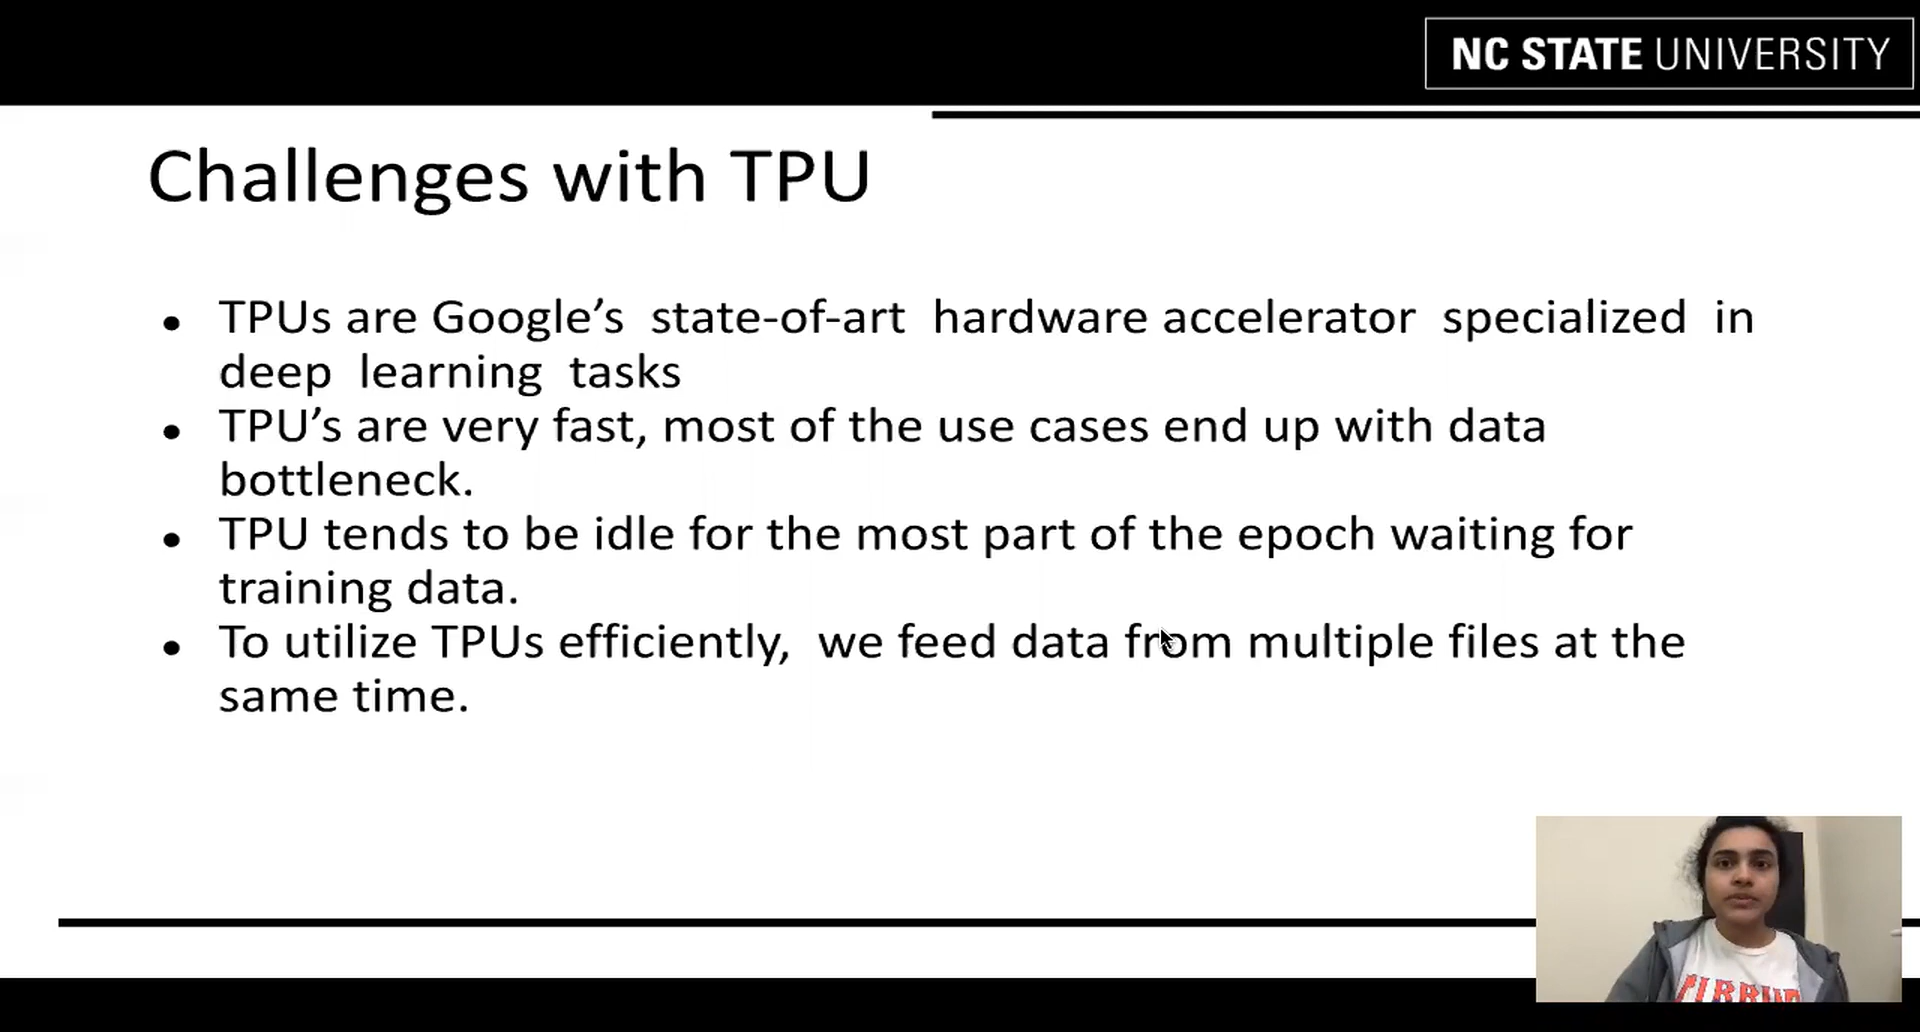 NC STATE UNIVERSITY
Challenges with TPU
• TPUs are Google’s state-of-art hardware accelerator specialized in
deep learning tasks
• TPU’s are very fast, most of the use cases end up with data
bottleneck.
• TPU tends to be idle for the most part of the epoch waiting for
training data.
• To utilize TPUs efficiently, we feed data from multiple files at the
same time.